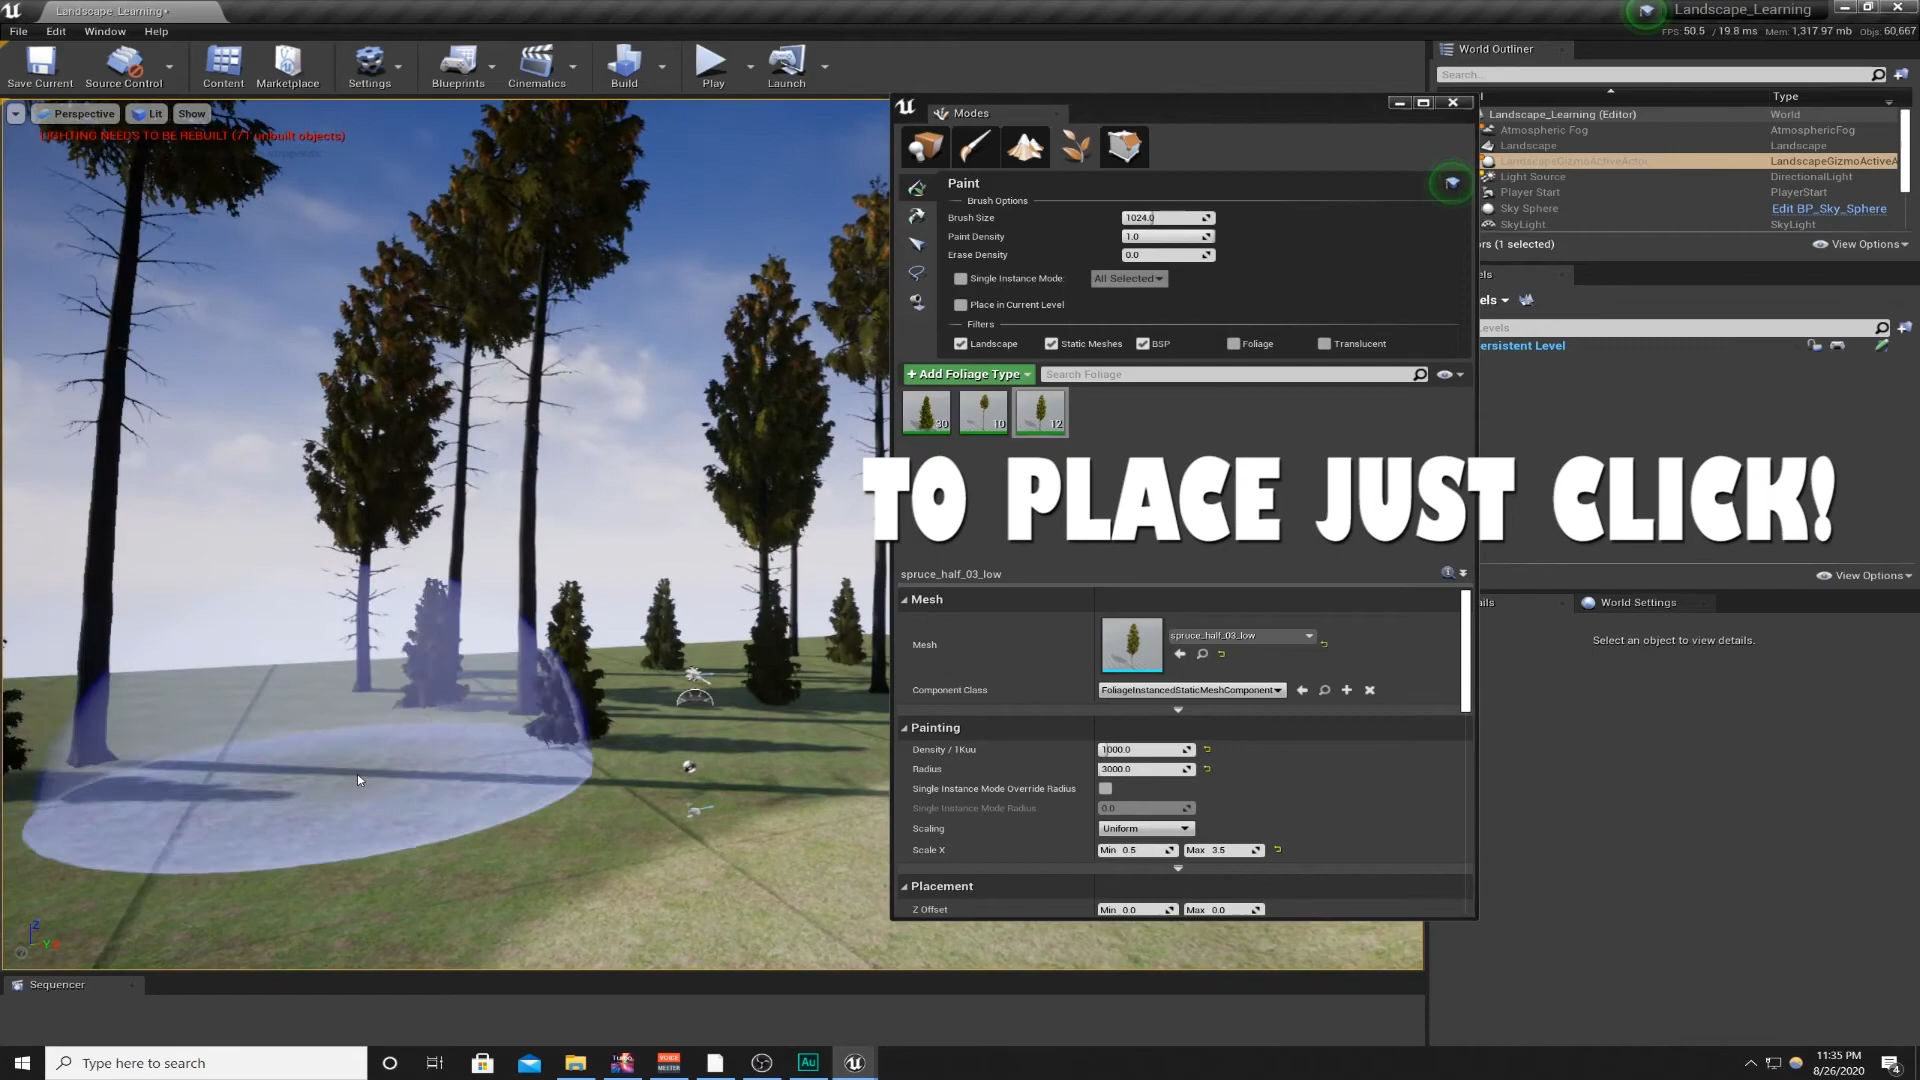 Landscape_Learning•
Landscape_Learning
File Edit Window Help
FPS: 50.5 / 19.8 ms Mem: 1,317.97 mb Objs: 60,667
Save Current Source Control Content Marketplace Settings Blueprints Cinematics Build Play Launch
World Outliner
Search...
Type
Perspective Lit Show
LIGHTING NEEDS TO BE REBUILT (71 unbuilt objects)
Modes
Landscape_Learning (Editor) World
Atmospheric Fog AtmosphericFog
Landscape Landscape
LandscapeGizmoActiveActor LandscapeGizmoActiveA
Light Source DirectionalLight
Player Start PlayerStart
Sky Sphere Edit BP_Sky_Sphere
SkyLight SkyLight
ors (1 selected) View Options
Paint
Brush Options
Brush Size 1024.0
Paint Density 1.0
Erase Density 0.0
Single Instance Mode: All Selected
Place in Current Level
Filters
Landscape Static Meshes BSP Foliage Translucent
+ Add Foliage Type Search Foliage
30 10 12
els
els
evels
ersistent Level
TO PLACE JUST CLICK!
View Options
ails World Settings
Select an object to view details.
spruce_half_03_low
Mesh
Mesh spruce_half_03_low
Component Class FoliageInstancedStaticMeshComponent
Painting
Density / 1Kuu 1000.0
Radius 3000.0
Single Instance Mode Override Radius
Single Instance Mode Radius 0.0
Scaling Uniform
Scale X Min 0.5 Max 3.5
Placement
Z Offset Min 0.0 Max 0.0
Z
Y
Sequencer
Type here to search
VOICE
MEETER
Au
11:35 PM
8/26/2020
4